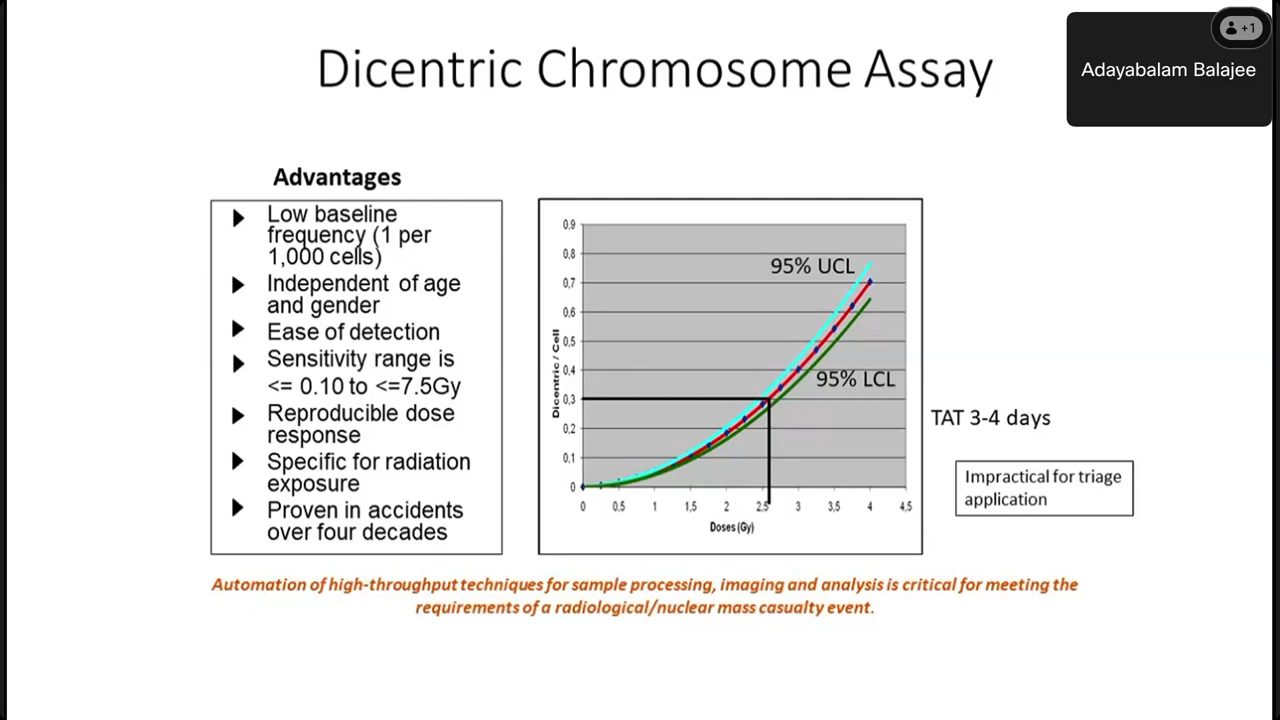 Dicentric Chromosome Assay
+1
Adayabalam Balajee
Advantages
Low baseline
frequency (1 per
1,000 cells)
Independent of age
and gender
Ease of detection
Sensitivity range is
<= 0.10 to <=7.5Gy
Reproducible dose
response
Specific for radiation
exposure
Proven in accidents
over four decades
Dicentric / Cell
0,9
0,8
0,7
0,6
0,5
0,4
0,3
0,2
0,1
0
95% UCL
95% LCL
0 0,5 1 1,5 2 2,5 3 3,5 4 4,5
Doses (Gy)
TAT 3-4 days
Impractical for triage
application
Automation of high-throughput techniques for sample processing, imaging and analysis is critical for meeting the
requirements of a radiological/nuclear mass casualty event.